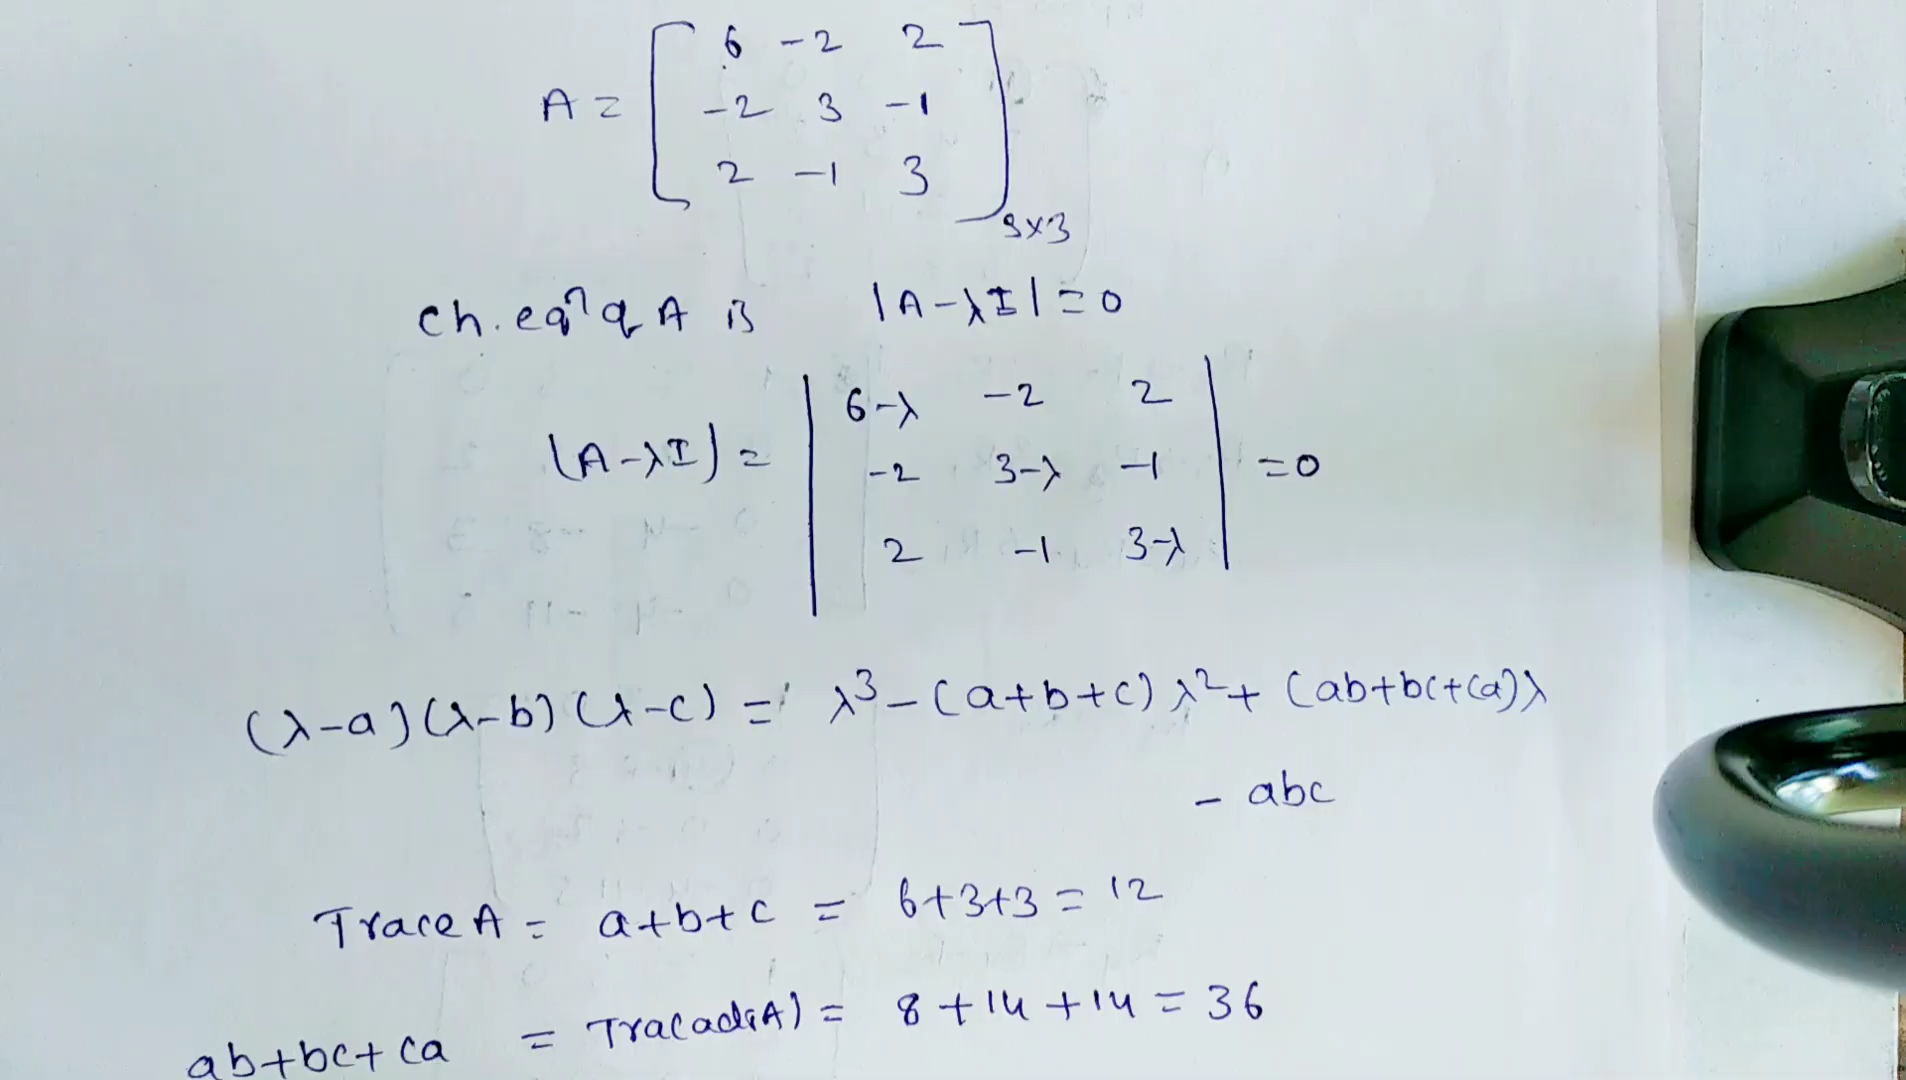 A = [ 6 -2 2
-2 3 -1
2 -1 3 ] 3x3
Ch. eqn of A is |A-λI| = 0
|A-λI| = | 6-λ -2 2
-2 3-λ -1 = 0
2 -1 3-λ |
(λ-a)(λ-b)(λ-c) = λ³-(a+b+c)λ²+(ab+bc+ca)λ
- abc
Trace A = a+b+c = 6+3+3 = 12
ab+bc+ca = Tra(adjA) = 8+14+14 = 36